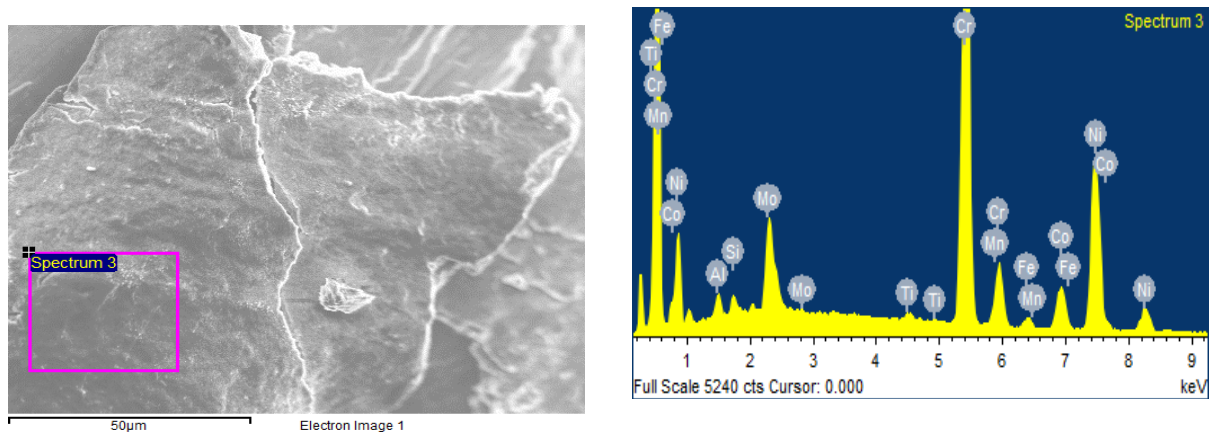 Spectrum 3
50µm
Electron Image 1
Spectrum 3
Fe
Ti
Cr
Mn
Ni
Co
Al
Si
Mo
Mo
Ti
Ti
Cr
Cr
Mn
Fe
Mn
Co
Fe
Ni
Co
Ni
1 2 3 4 5 6 7 8 9
Full Scale 5240 cts Cursor: 0.000 keV